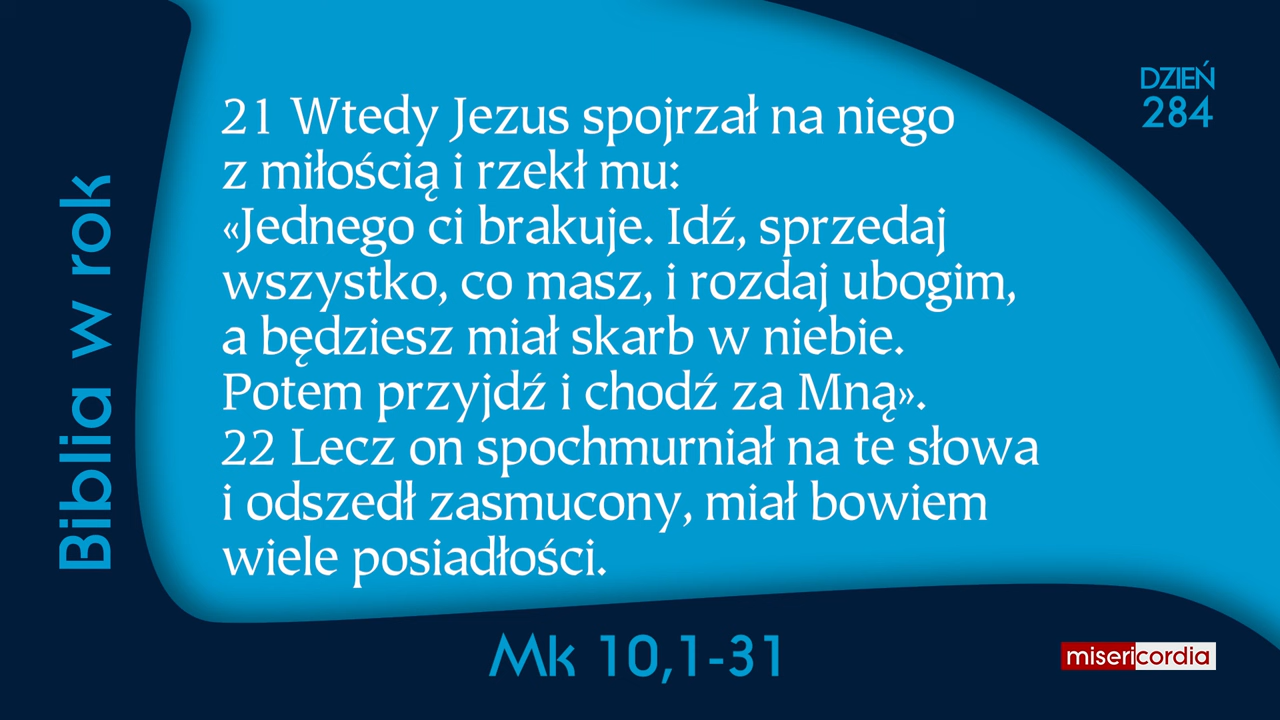 DZIEŃ
284
21 Wtedy Jezus spojrzał na niego
z miłością i rzekł mu:
«Jednego ci brakuje. Idź, sprzedaj
wszystko, co masz, i rozdaj ubogim,
a będziesz miał skarb w niebie.
Potem przyjdź i chodź za Mną».
22 Lecz on spochmurniał na te słowa
i odszedł zasmucony, miał bowiem
wiele posiadłości.
Biblia w rok
Mk 10,1-31
misericordia